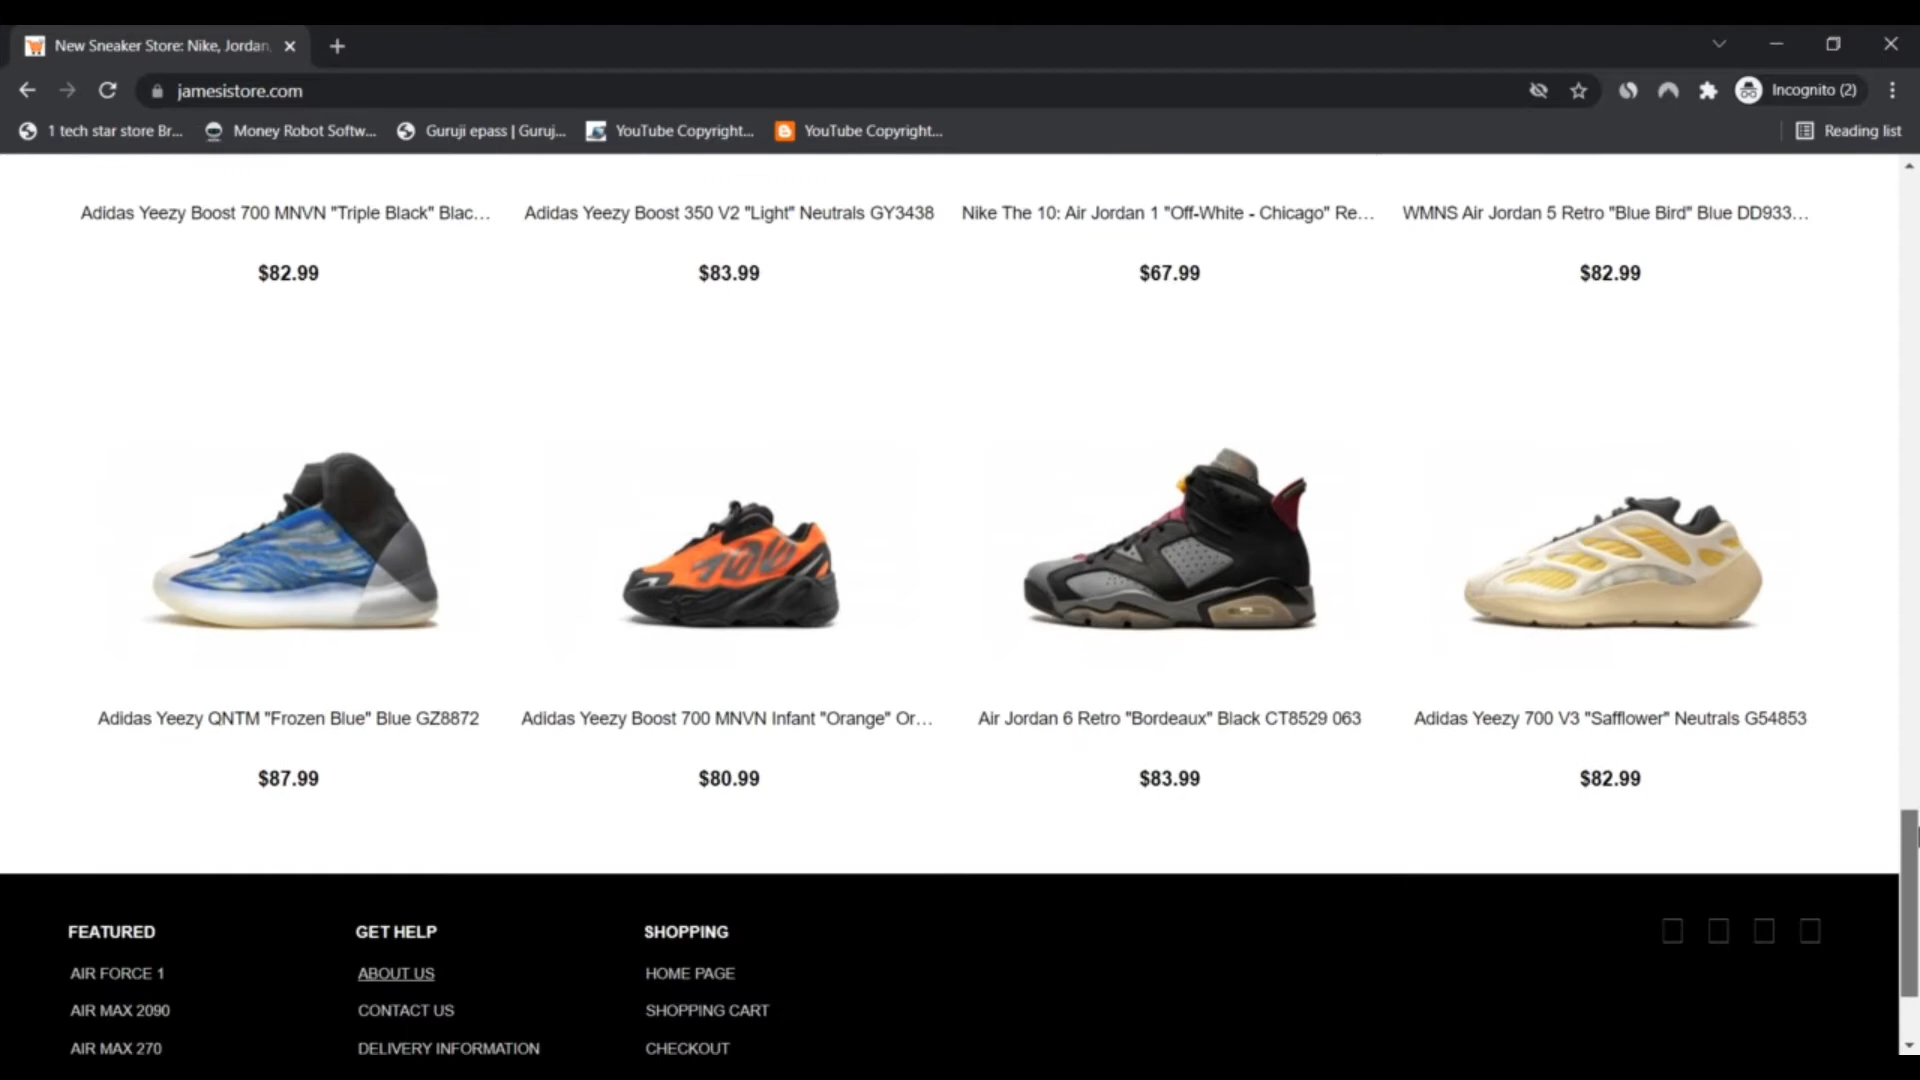 New Sneaker Store: Nike, Jordan,
jamesistore.com
Incognito (2)
1 tech star store Br...
Money Robot Softw...
Guruji epass | Guruj...
YouTube Copyright...
YouTube Copyright...
Reading list
Adidas Yeezy Boost 700 MNVN "Triple Black" Blac...
Adidas Yeezy Boost 350 V2 "Light" Neutrals GY3438
Nike The 10: Air Jordan 1 "Off-White - Chicago" Re...
WMNS Air Jordan 5 Retro "Blue Bird" Blue DD933...
$82.99
$83.99
$67.99
$82.99
700
Adidas Yeezy QNTM "Frozen Blue" Blue GZ8872
Adidas Yeezy Boost 700 MNVN Infant "Orange" Or...
Air Jordan 6 Retro "Bordeaux" Black CT8529 063
Adidas Yeezy 700 V3 "Safflower" Neutrals G54853
$87.99
$80.99
$83.99
$82.99
FEATURED
GET HELP
SHOPPING
AIR FORCE 1
ABOUT US
HOME PAGE
AIR MAX 2090
CONTACT US
SHOPPING CART
AIR MAX 270
DELIVERY INFORMATION
CHECKOUT